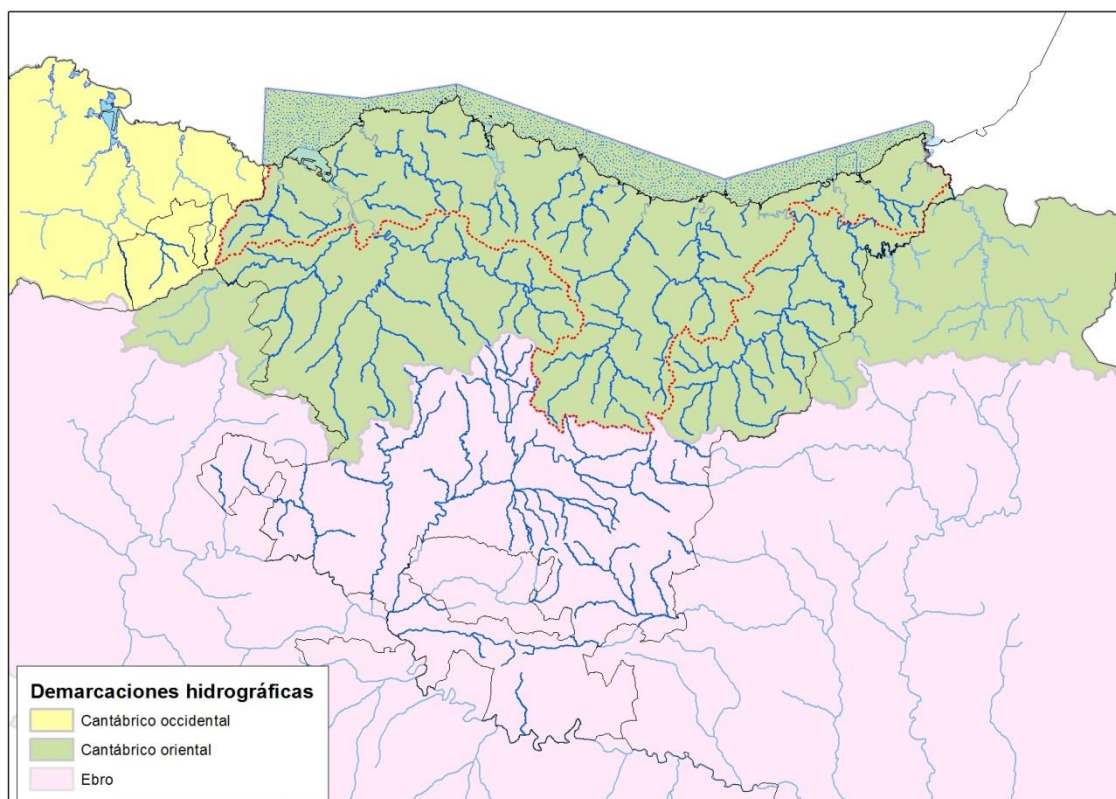 Demarcaciones hidrográficas
Cantábrico occidental
Cantábrico oriental
Ebro